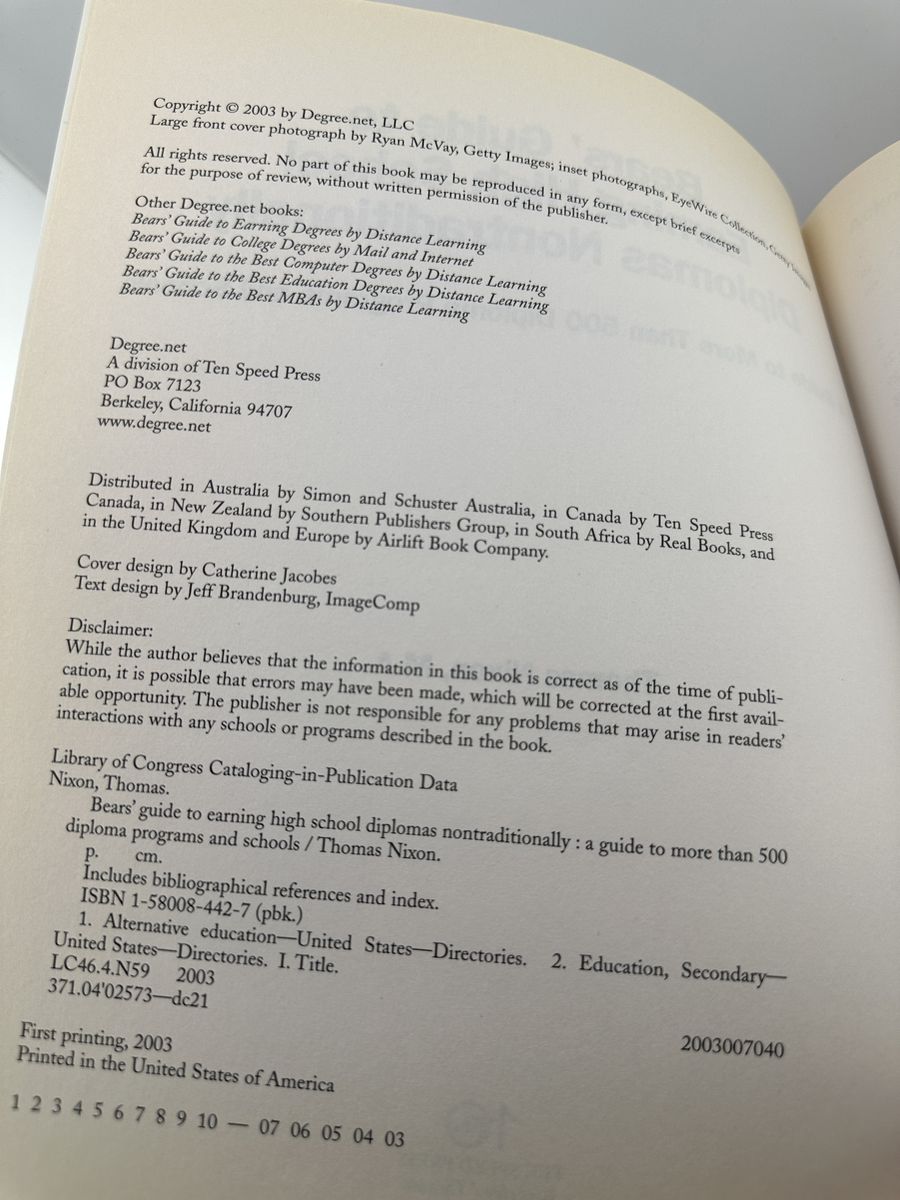 Copyright © 2003 by Degree.net, LLC
Large front cover photograph by Ryan McVay, Getty Images; inset photographs, EyeWire Collection, Getty Images
All rights reserved. No part of this book may be reproduced in any form, except brief excerpts
for the purpose of review, without written permission of the publisher.
Other Degree.net books:
Bears' Guide to Earning Degrees by Distance Learning
Bears' Guide to College Degrees by Mail and Internet
Bears' Guide to the Best Computer Degrees by Distance Learning
Bears' Guide to the Best Education Degrees by Distance Learning
Bears' Guide to the Best MBAs by Distance Learning
Degree.net
A division of Ten Speed Press
PO Box 7123
Berkeley, California 94707
www.degree.net
Distributed in Australia by Simon and Schuster Australia, in Canada by Ten Speed Press
Canada, in New Zealand by Southern Publishers Group, in South Africa by Real Books, and
in the United Kingdom and Europe by Airlift Book Company.
Cover design by Catherine Jacobes
Text design by Jeff Brandenburg, ImageComp
Disclaimer:
While the author believes that the information in this book is correct as of the time of publi-
cation, it is possible that errors may have been made, which will be corrected at the first avail-
able opportunity. The publisher is not responsible for any problems that may arise in readers'
interactions with any schools or programs described in the book.
Library of Congress Cataloging-in-Publication Data
Nixon, Thomas.
Bears' guide to earning high school diplomas nontraditionally : a guide to more than 500
diploma programs and schools / Thomas Nixon.
p. cm.
Includes bibliographical references and index.
ISBN 1-58008-442-7 (pbk.)
1. Alternative education—United States—Directories. 2. Education, Secondary—
United States—Directories. I. Title.
LC46.4.N59 2003
371.04'02573—dc21
2003007040
First printing, 2003
Printed in the United States of America
1 2 3 4 5 6 7 8 9 10 — 07 06 05 04 03